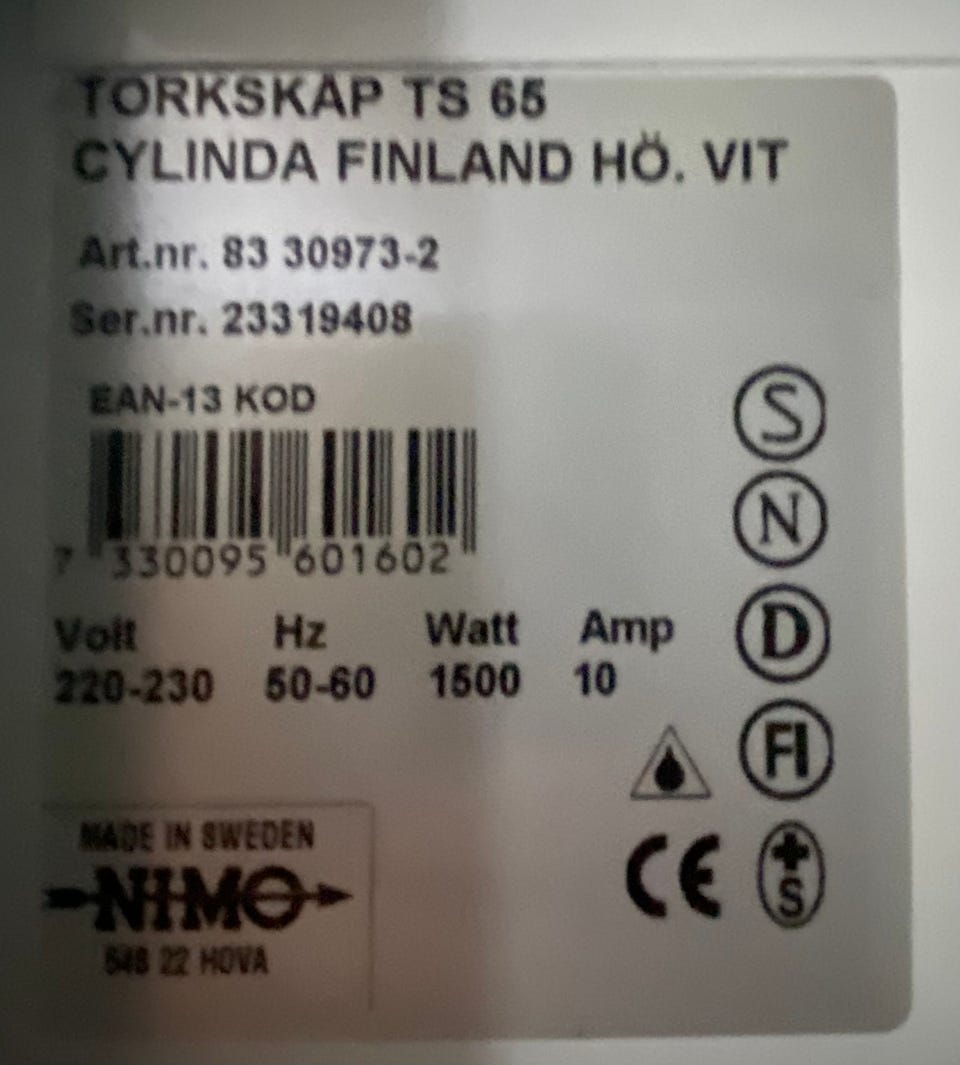 TORKSKÅP TS 65
CYLINDA FINLAND HÖ. VIT
Art.nr. 83 30973-2
Ser.nr. 23319408
EAN-13 KOD
7 330095 601602
Volt Hz Watt Amp
220-230 50-60 1500 10
S
N
D
FI
CE
+S
MADE IN SWEDEN
NIMO
548 22 HOVA